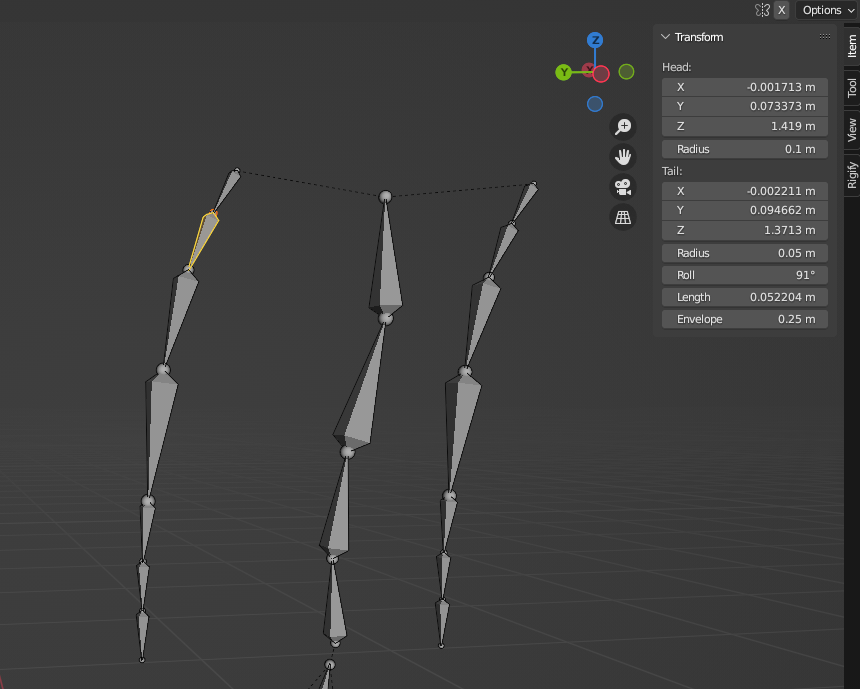 X
Options
Transform
Item
Tool
View
Rigify
Z
Y
Head:
X -0.001713 m
Y 0.073373 m
Z 1.419 m
Radius 0.1 m
Tail:
X -0.002211 m
Y 0.094662 m
Z 1.3713 m
Radius 0.05 m
Roll 91°
Length 0.052204 m
Envelope 0.25 m